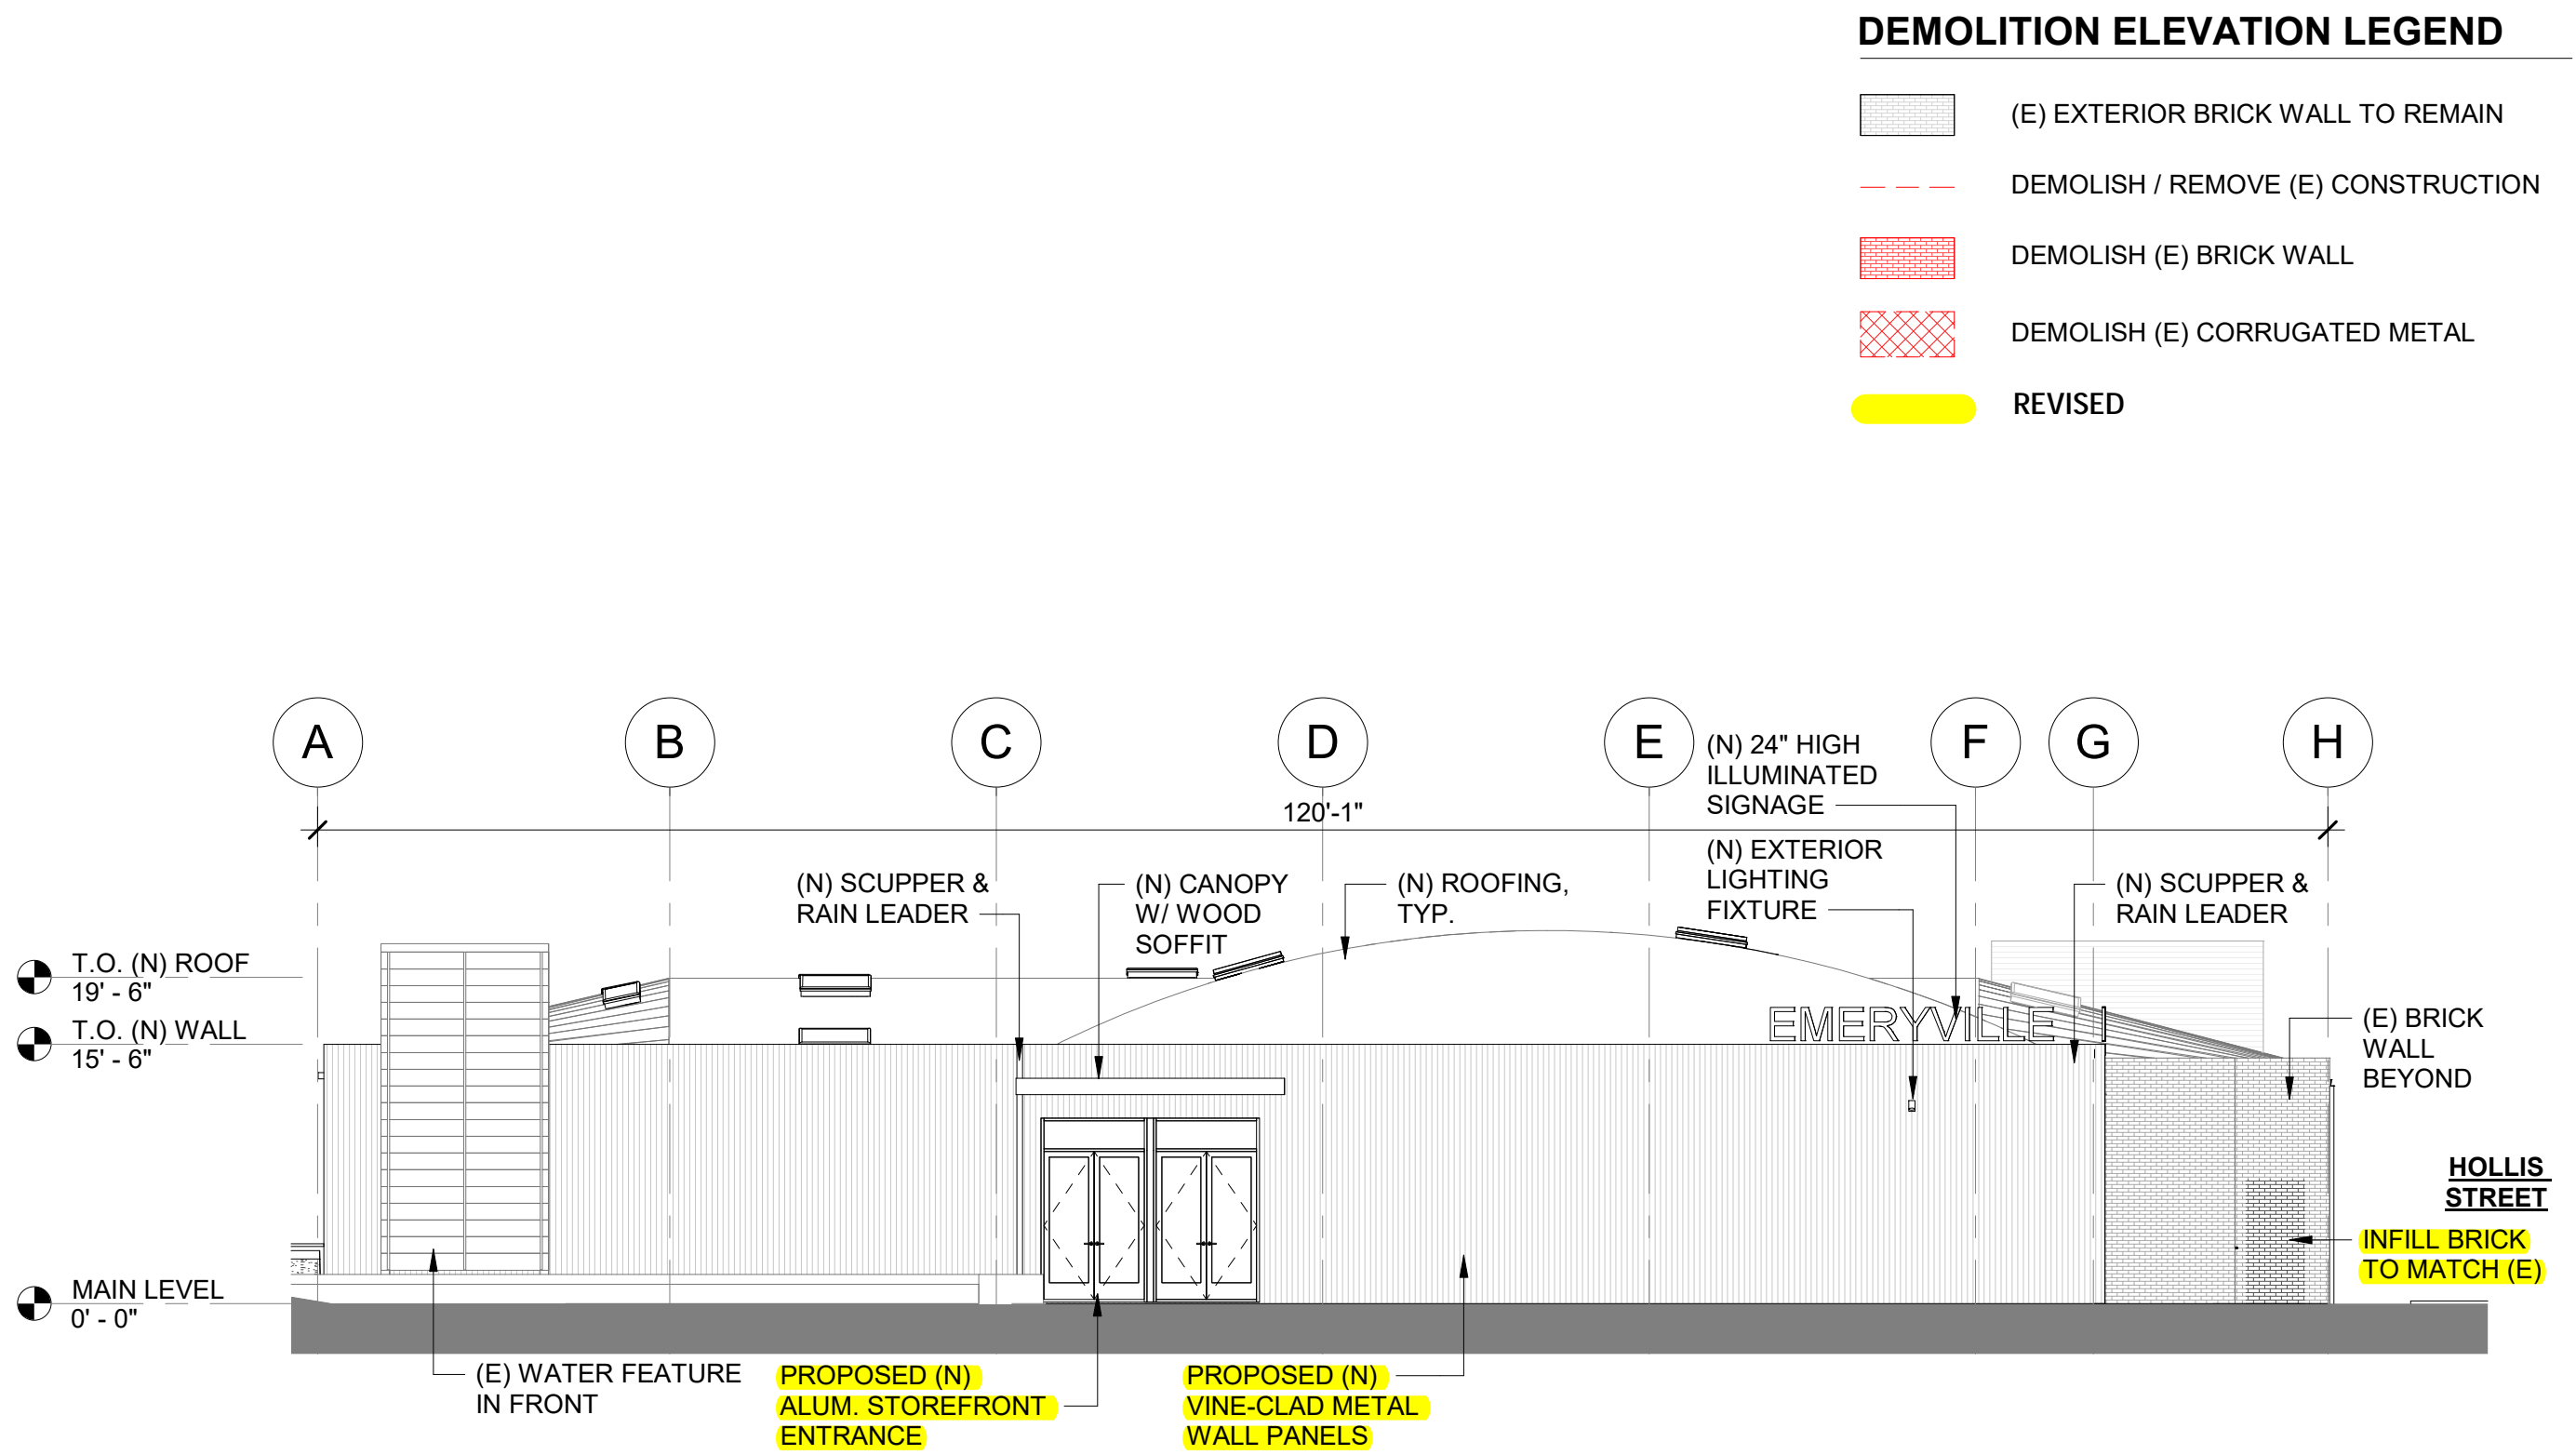 DEMOLITION ELEVATION LEGEND
(E) EXTERIOR BRICK WALL TO REMAIN
DEMOLISH / REMOVE (E) CONSTRUCTION
DEMOLISH (E) BRICK WALL
DEMOLISH (E) CORRUGATED METAL
REVISED
A
B
C
D
E
F
G
H
120'-1"
(N) 24" HIGH
ILLUMINATED
SIGNAGE
(N) EXTERIOR
LIGHTING
FIXTURE
(N) SCUPPER &
RAIN LEADER
(N) CANOPY
W/ WOOD
SOFFIT
(N) ROOFING,
TYP.
(N) SCUPPER &
RAIN LEADER
T.O. (N) ROOF
19' - 6"
T.O. (N) WALL
15' - 6"
EMERYVILLE
(E) BRICK
WALL
BEYOND
HOLLIS
STREET
INFILL BRICK
TO MATCH (E)
MAIN LEVEL
0' - 0"
(E) WATER FEATURE
IN FRONT
PROPOSED (N)
ALUM. STOREFRONT
ENTRANCE
PROPOSED (N)
VINE-CLAD METAL
WALL PANELS